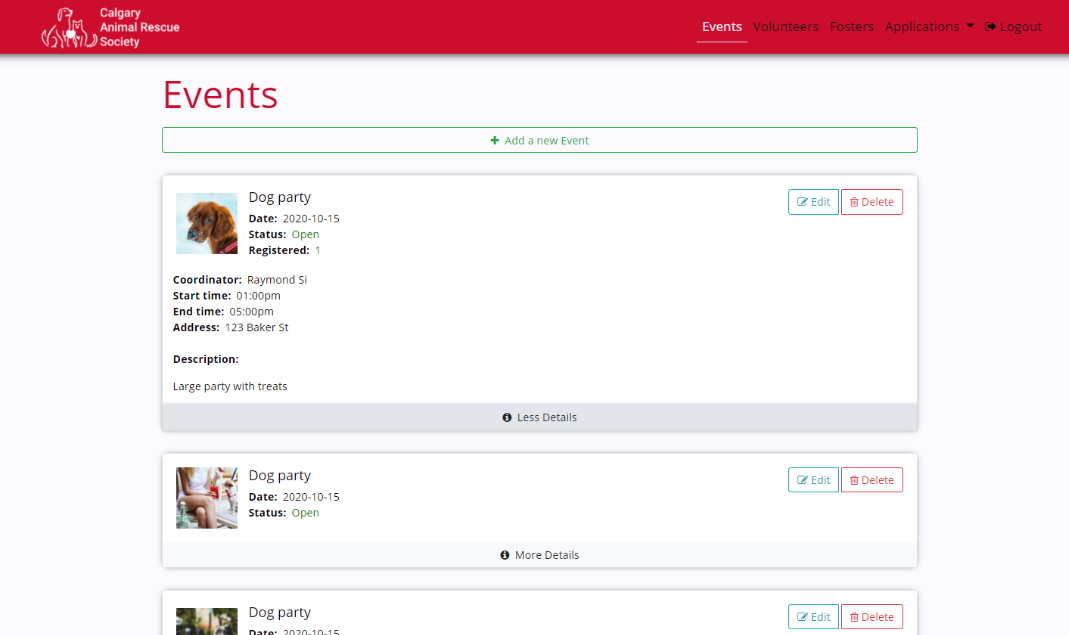 Calgary
Animal Rescue
Society
Events Volunteers Fosters Applications Logout
Events
Add a new Event
Dog party
Edit Delete
Date: 2020-10-15
Status: Open
Registered: 1
Coordinator: Raymond Si
Start time: 01:00pm
End time: 05:00pm
Address: 123 Baker St
Description:
Large party with treats
Less Details
Dog party
Edit Delete
Date: 2020-10-15
Status: Open
More Details
Dog party
Edit Delete
Date: 2020-10-15